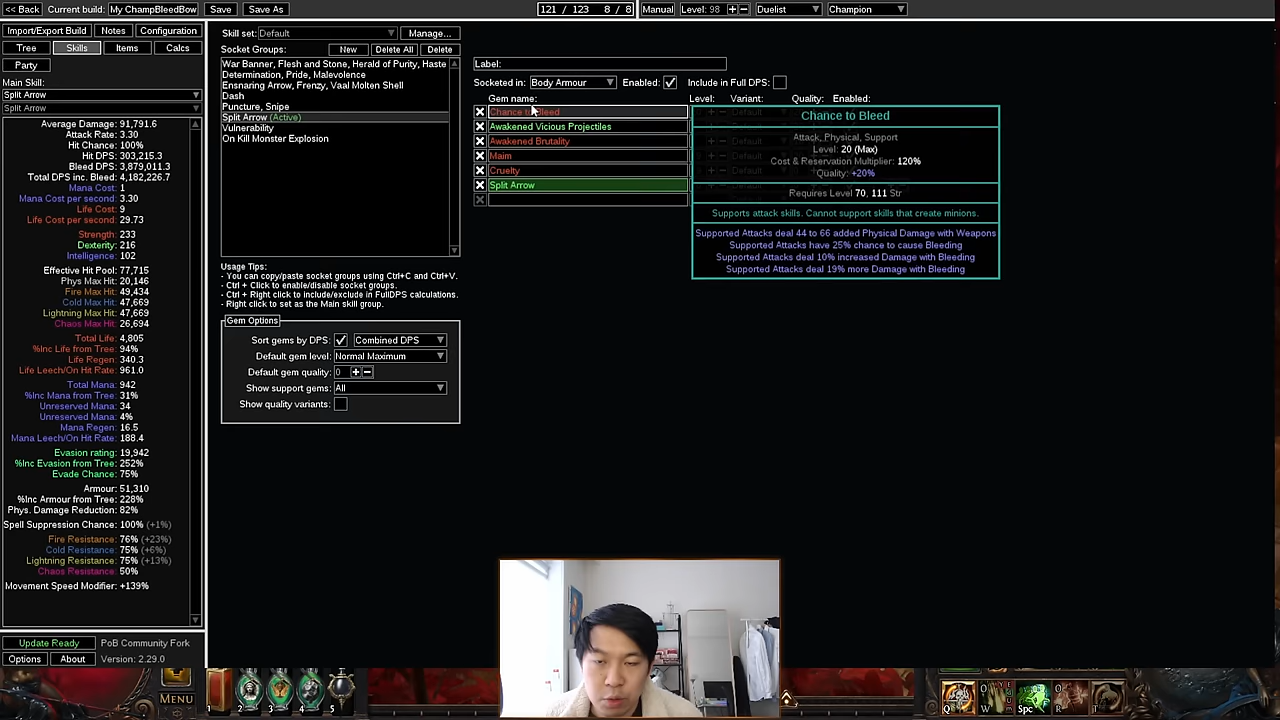 << Back Current build: My ChampBleedBow Save Save As 121 / 123 8 / 8 Manual Level: 98 + − Duelist Champion
Import/Export Build Notes Configuration
Tree Skills Items Calcs
Party
Main Skill:
Split Arrow
Split Arrow
Average Damage: 91,791.6
Attack Rate: 3.30
Hit Chance: 100%
Hit DPS: 303,215.3
Bleed DPS: 3,879,011.3
Total DPS inc. Bleed: 4,182,226.7
Mana Cost: 1
Mana Cost per second: 3.30
Life Cost: 9
Life Cost per second: 29.73
Strength: 233
Dexterity: 216
Intelligence: 102
Effective Hit Pool: 77,715
Phys Max Hit: 20,146
Fire Max Hit: 49,434
Cold Max Hit: 47,669
Lightning Max Hit: 47,669
Chaos Max Hit: 26,694
Total Life: 4,805
%Inc Life from Tree: 94%
Life Regen: 340.3
Life Leech/On Hit Rate: 961.0
Total Mana: 942
%Inc Mana from Tree: 31%
Unreserved Mana: 34
Unreserved Mana: 4%
Mana Regen: 16.5
Mana Leech/On Hit Rate: 188.4
Evasion rating: 19,942
%Inc Evasion from Tree: 252%
Evade Chance: 75%
Armour: 51,310
%Inc Armour from Tree: 228%
Phys. Damage Reduction: 82%
Spell Suppression Chance: 100% (+1%)
Fire Resistance: 76% (+23%)
Cold Resistance: 75% (+6%)
Lightning Resistance: 75% (+13%)
Chaos Resistance: 50%
Movement Speed Modifier: +139%
Update Ready PoB Community Fork
Options About Version: 2.29.0
Skill set: Default Manage...
Socket Groups: New Delete All Delete
War Banner, Flesh and Stone, Herald of Purity, Haste
Determination, Pride, Malevolence
Ensnaring Arrow, Frenzy, Vaal Molten Shell
Dash
Puncture, Snipe
Split Arrow (Active)
Vulnerability
On Kill Monster Explosion
Usage Tips:
- You can copy/paste socket groups using Ctrl+C and Ctrl+V.
- Ctrl + Click to enable/disable socket groups.
- Ctrl + Right click to include/exclude in FullDPS calculations.
- Right click to set as the Main skill group.
Gem Options
Sort gems by DPS: Combined DPS
Default gem level: Normal Maximum
Default gem quality: 0 + −
Show support gems: All
Show quality variants:
Label:
Socketed in: Body Armour Enabled: Include in Full DPS:
Gem name: Level: Variant: Quality: Enabled:
Chance to Bleed
Awakened Vicious Projectiles
Awakened Brutality
Maim
Cruelty
Split Arrow
Chance to Bleed
Attack, Physical, Support
Level: 20 (Max)
Cost & Reservation Multiplier: 120%
Quality: +20%
Requires Level 70, 111 Str
Supports attack skills. Cannot support skills that create minions.
Supported Attacks deal 44 to 66 added Physical Damage with Weapons
Supported Attacks have 25% chance to cause Bleeding
Supported Attacks deal 10% increased Damage with Bleeding
Supported Attacks deal 19% more Damage with Bleeding
MENU
1 2 3 4 5
Q W Spc R T